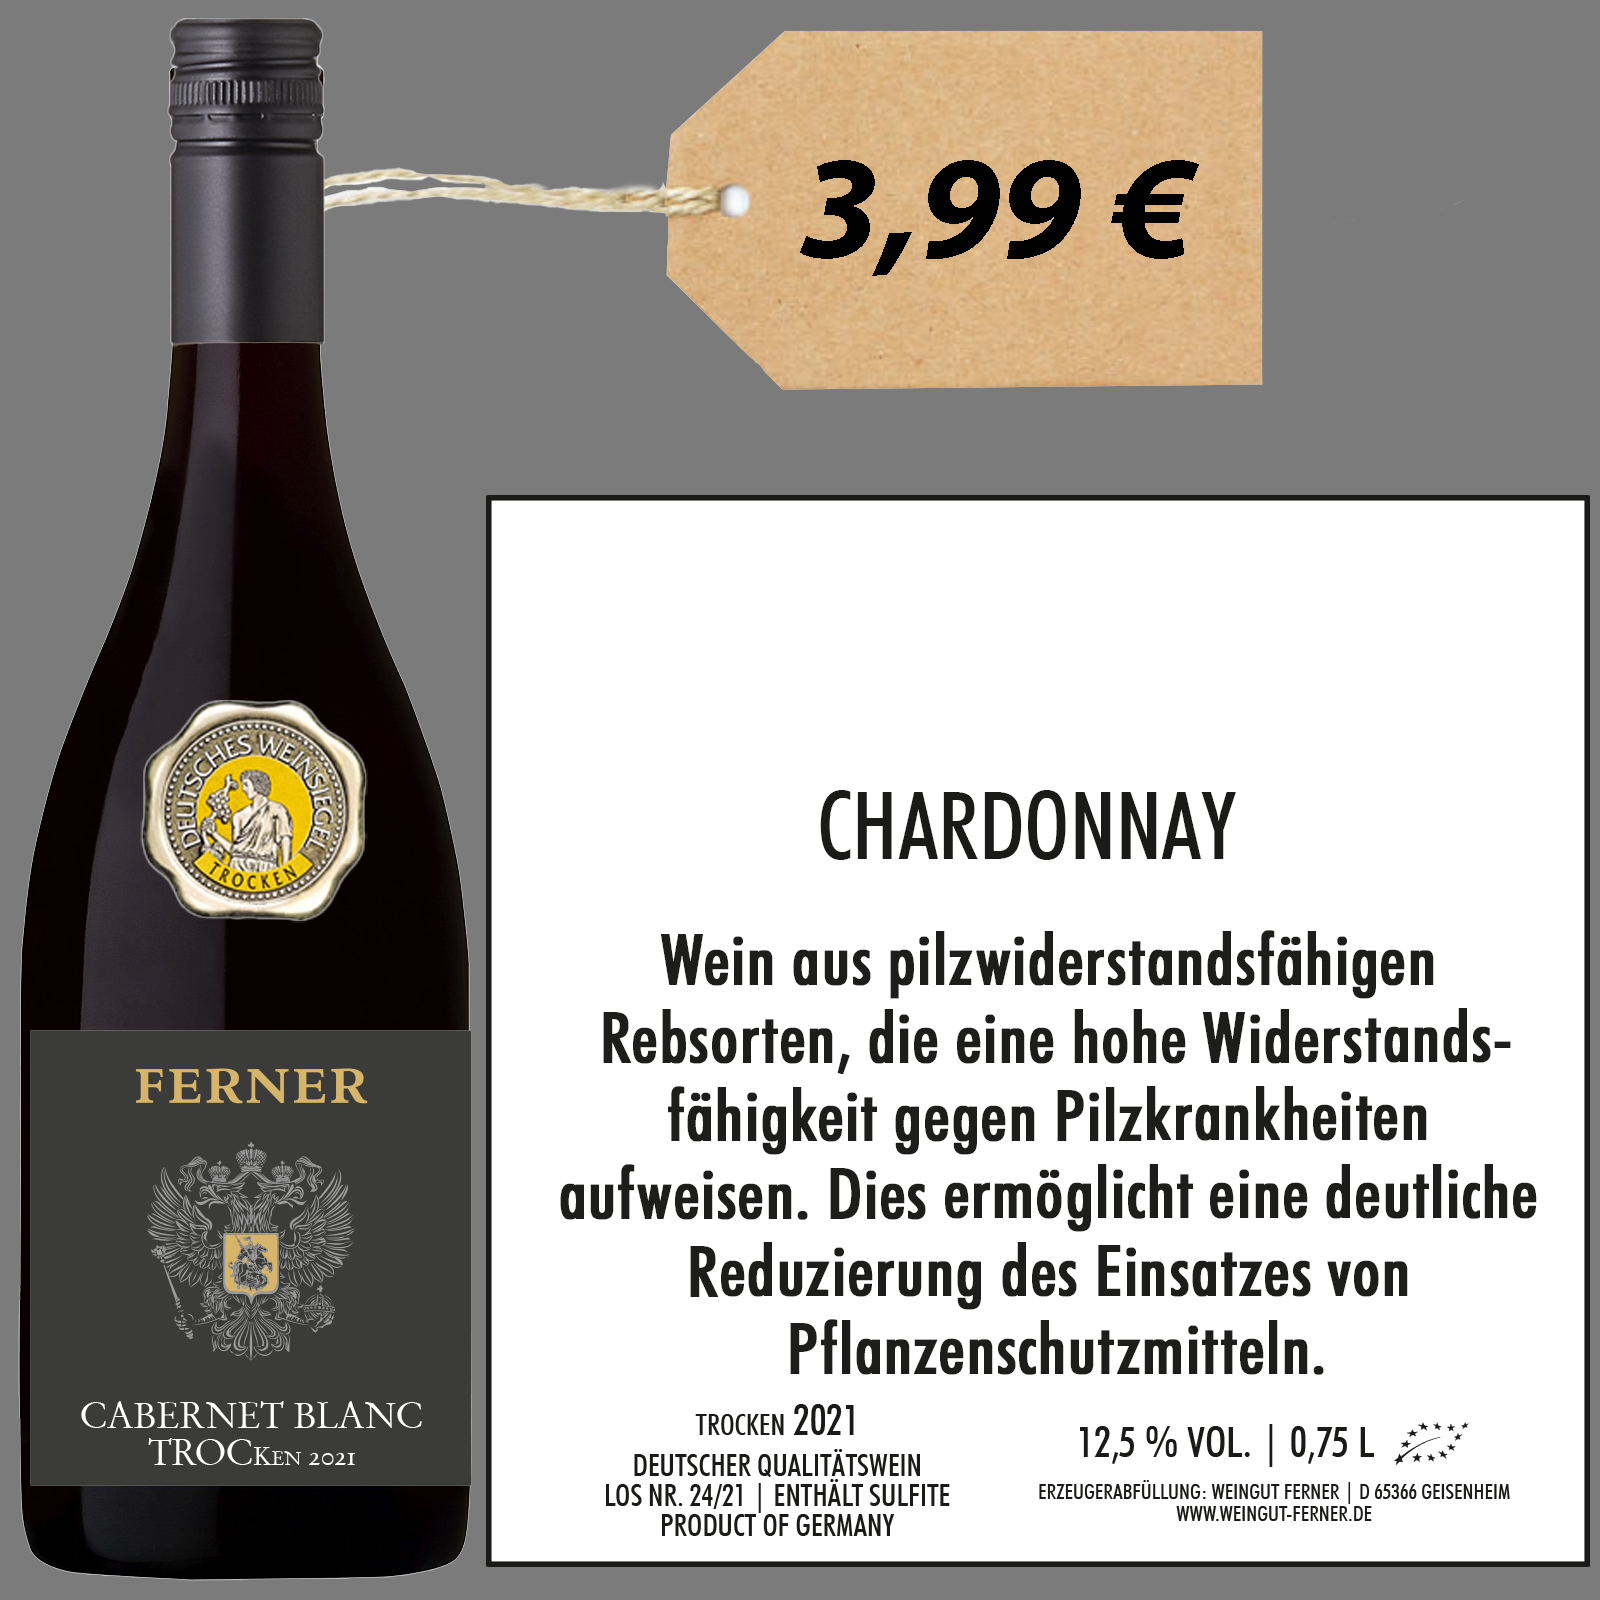 3,99 €
DEUTSCHES WEINSIEGEL
TROCKEN
FERNER
CABERNET BLANC
TROCKEN 2021
CHARDONNAY
Wein aus pilzwiderstandsfähigen
Rebsorten, die eine hohe Widerstands-
fähigkeit gegen Pilzkrankheiten
aufweisen. Dies ermöglicht eine deutliche
Reduzierung des Einsatzes von
Pflanzenschutzmitteln.
TROCKEN 2021
DEUTSCHER QUALITÄTSWEIN
LOS NR. 24/21 | ENTHÄLT SULFITE
PRODUCT OF GERMANY
12,5 % VOL. | 0,75 L
ERZEUGERABFÜLLUNG: WEINGUT FERNER | D 65366 GEISENHEIM
WWW.WEINGUT-FERNER.DE